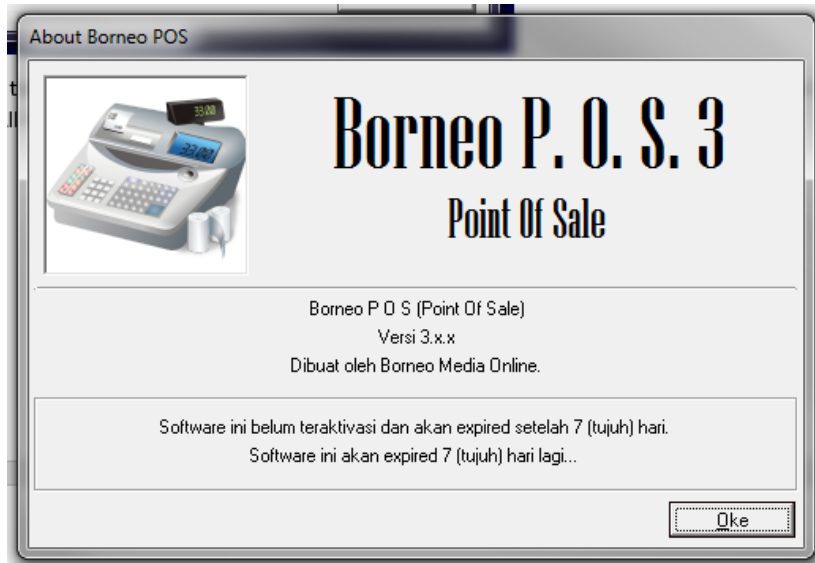 About Borneo POS
33.00
33.00
Borneo P. O. S. 3
Point Of Sale
Borneo P O S (Point Of Sale)
Versi 3.x.x
Dibuat oleh Borneo Media Online.
Software ini belum teraktivasi dan akan expired setelah 7 (tujuh) hari.
Software ini akan expired 7 (tujuh) hari lagi...
Oke